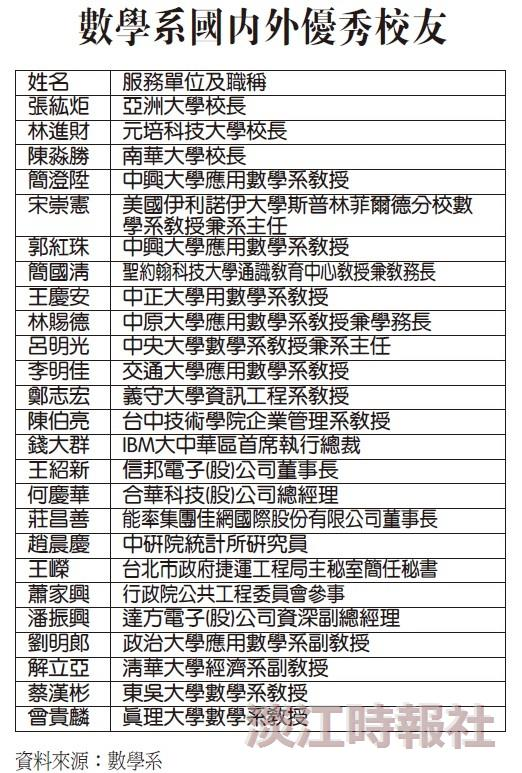 數學系國内外優秀校友
姓名 服務單位及職稱
張紘炬 亞洲大學校長
林進財 元培科技大學校長
陳淼勝 南華大學校長
簡澄陞 中興大學應用數學系教授
宋崇憲 美國伊利諾伊大學斯普林菲爾德分校數
學系教授兼系主任
郭紅珠 中興大學應用數學系教授
簡國清 聖約翰科技大學通識教育中心教授兼教務長
王慶安 中正大學用數學系教授
林賜德 中原大學應用數學系教授兼學務長
呂明光 中央大學數學系教授兼系主任
李明佳 交通大學應用數學系教授
鄭志宏 義守大學資訊工程系教授
陳伯亮 台中技術學院企業管理系教授
錢大群 IBM大中華區首席執行總裁
王紹新 信邦電子(股)公司董事長
何慶華 合華科技(股)公司總經理
莊昌善 能率集團佳網國際股份有限公司董事長
趙晨慶 中研院統計所研究員
王嶸 台北市政府捷運工程局主秘室簡任秘書
蕭家興 行政院公共工程委員會參事
潘振興 達方電子(股)公司資深副總經理
劉明郎 政治大學應用數學系副教授
解立亞 清華大學經濟系副教授
蔡漢彬 東吳大學數學系教授
曾貴麟 真理大學數學系教授
淡江時報社
資料來源：數學系